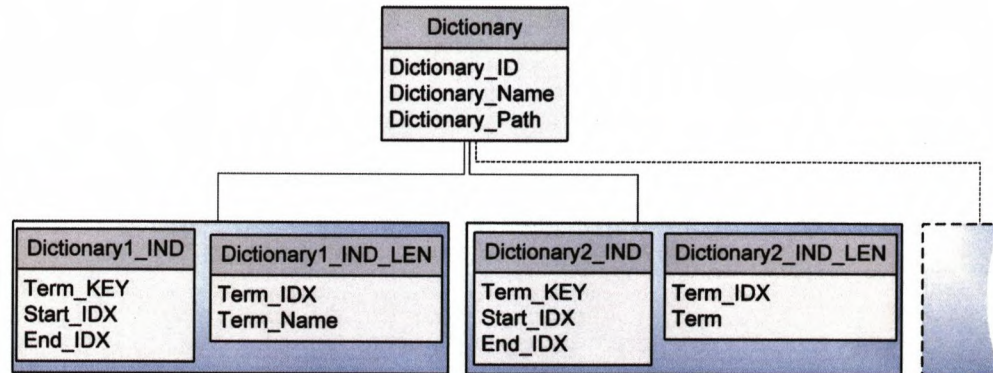 Dictionary
Dictionary_ID
Dictionary_Name
Dictionary_Path
Dictionary1_IND
Term_KEY
Start_IDX
End_IDX
Dictionary1_IND_LEN
Term_IDX
Term_Name
Dictionary2_IND
Term_KEY
Start_IDX
End_IDX
Dictionary2_IND_LEN
Term_IDX
Term